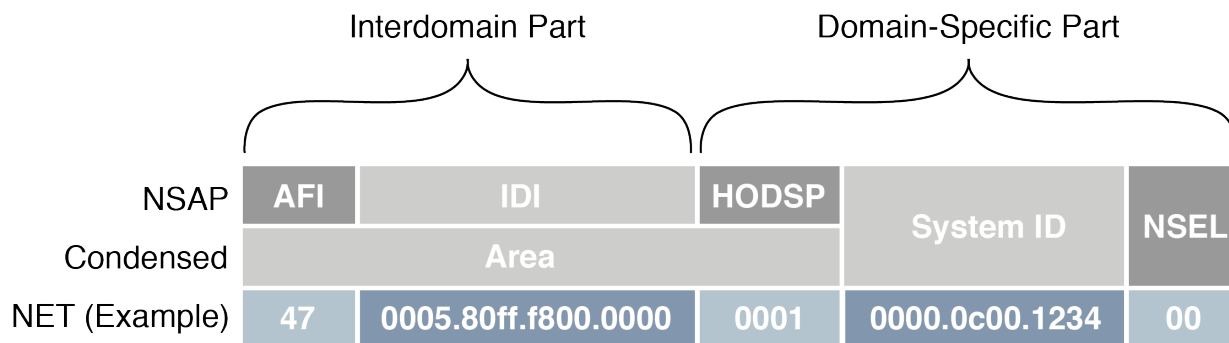 Interdomain Part Domain-Specific Part
NSAP AFI IDI HODSP System ID NSEL
Condensed Area
NET (Example) 47 0005.80ff.f800.0000 0001 0000.0c00.1234 00